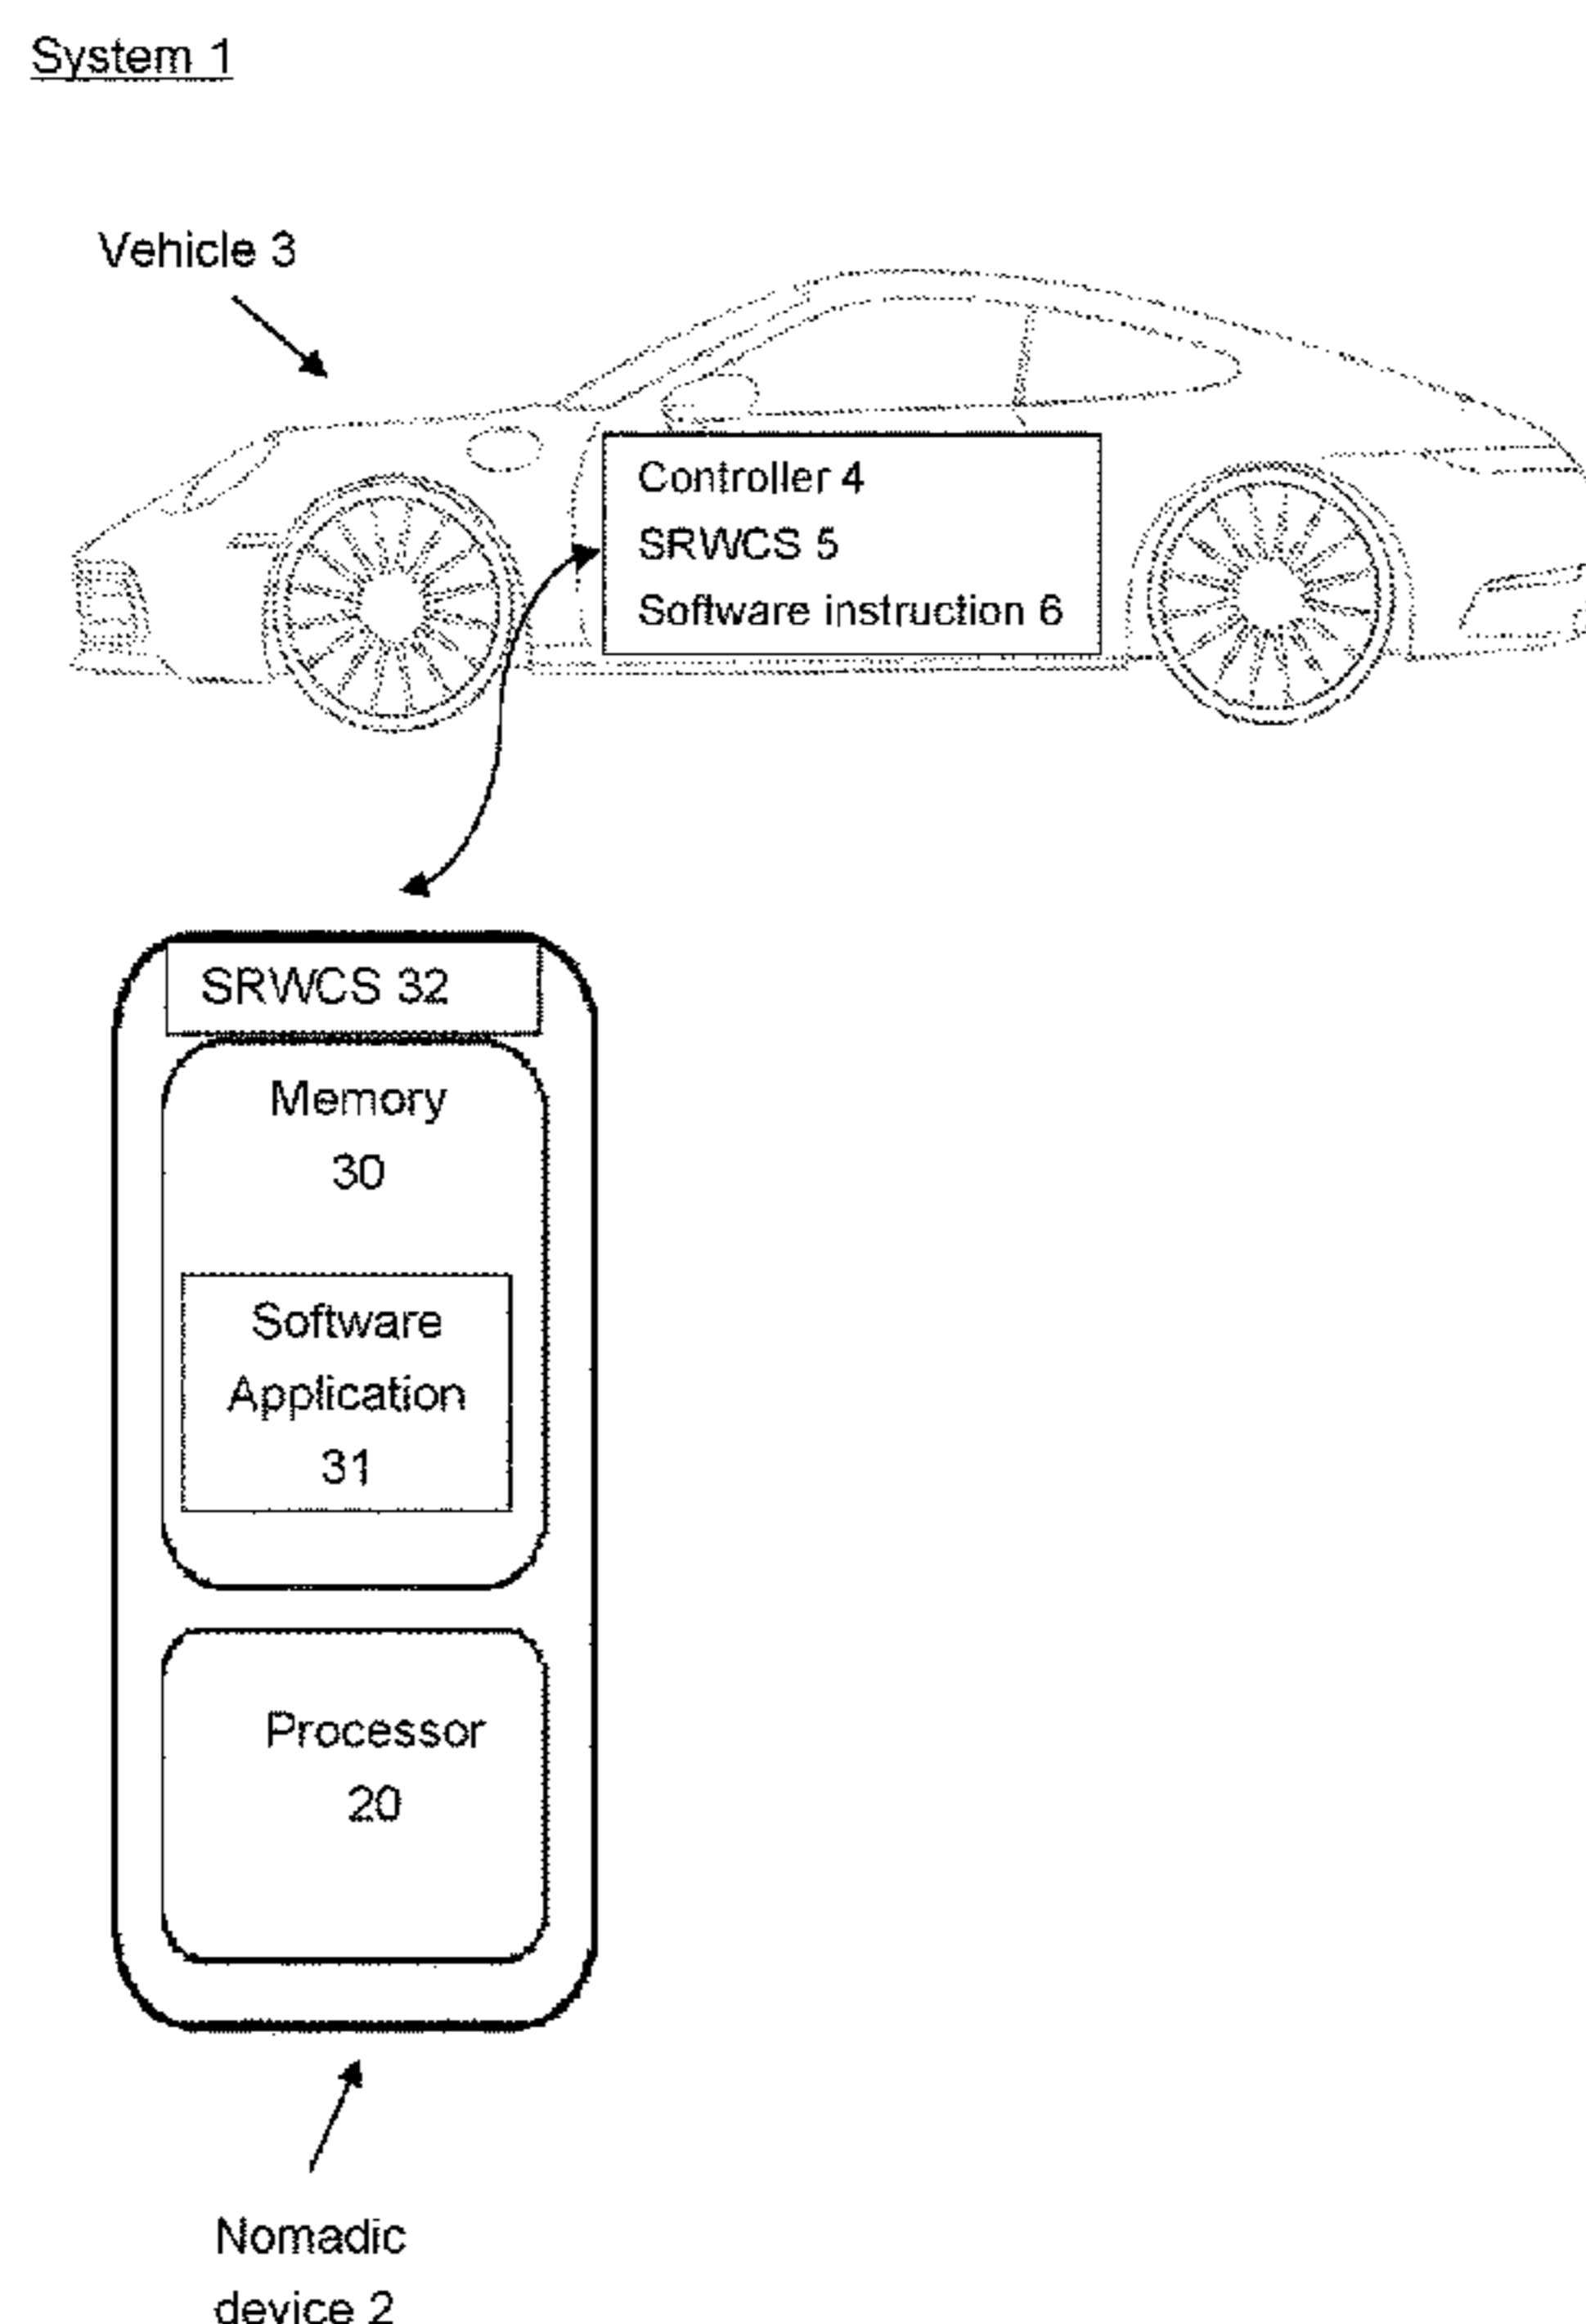 System 1
Vehicle 3
Controller 4
SRWCS 5
Software instruction 6
SRWCS 32
Memory
30
Software
Application
31
Processor
20
Nomadic
device 2